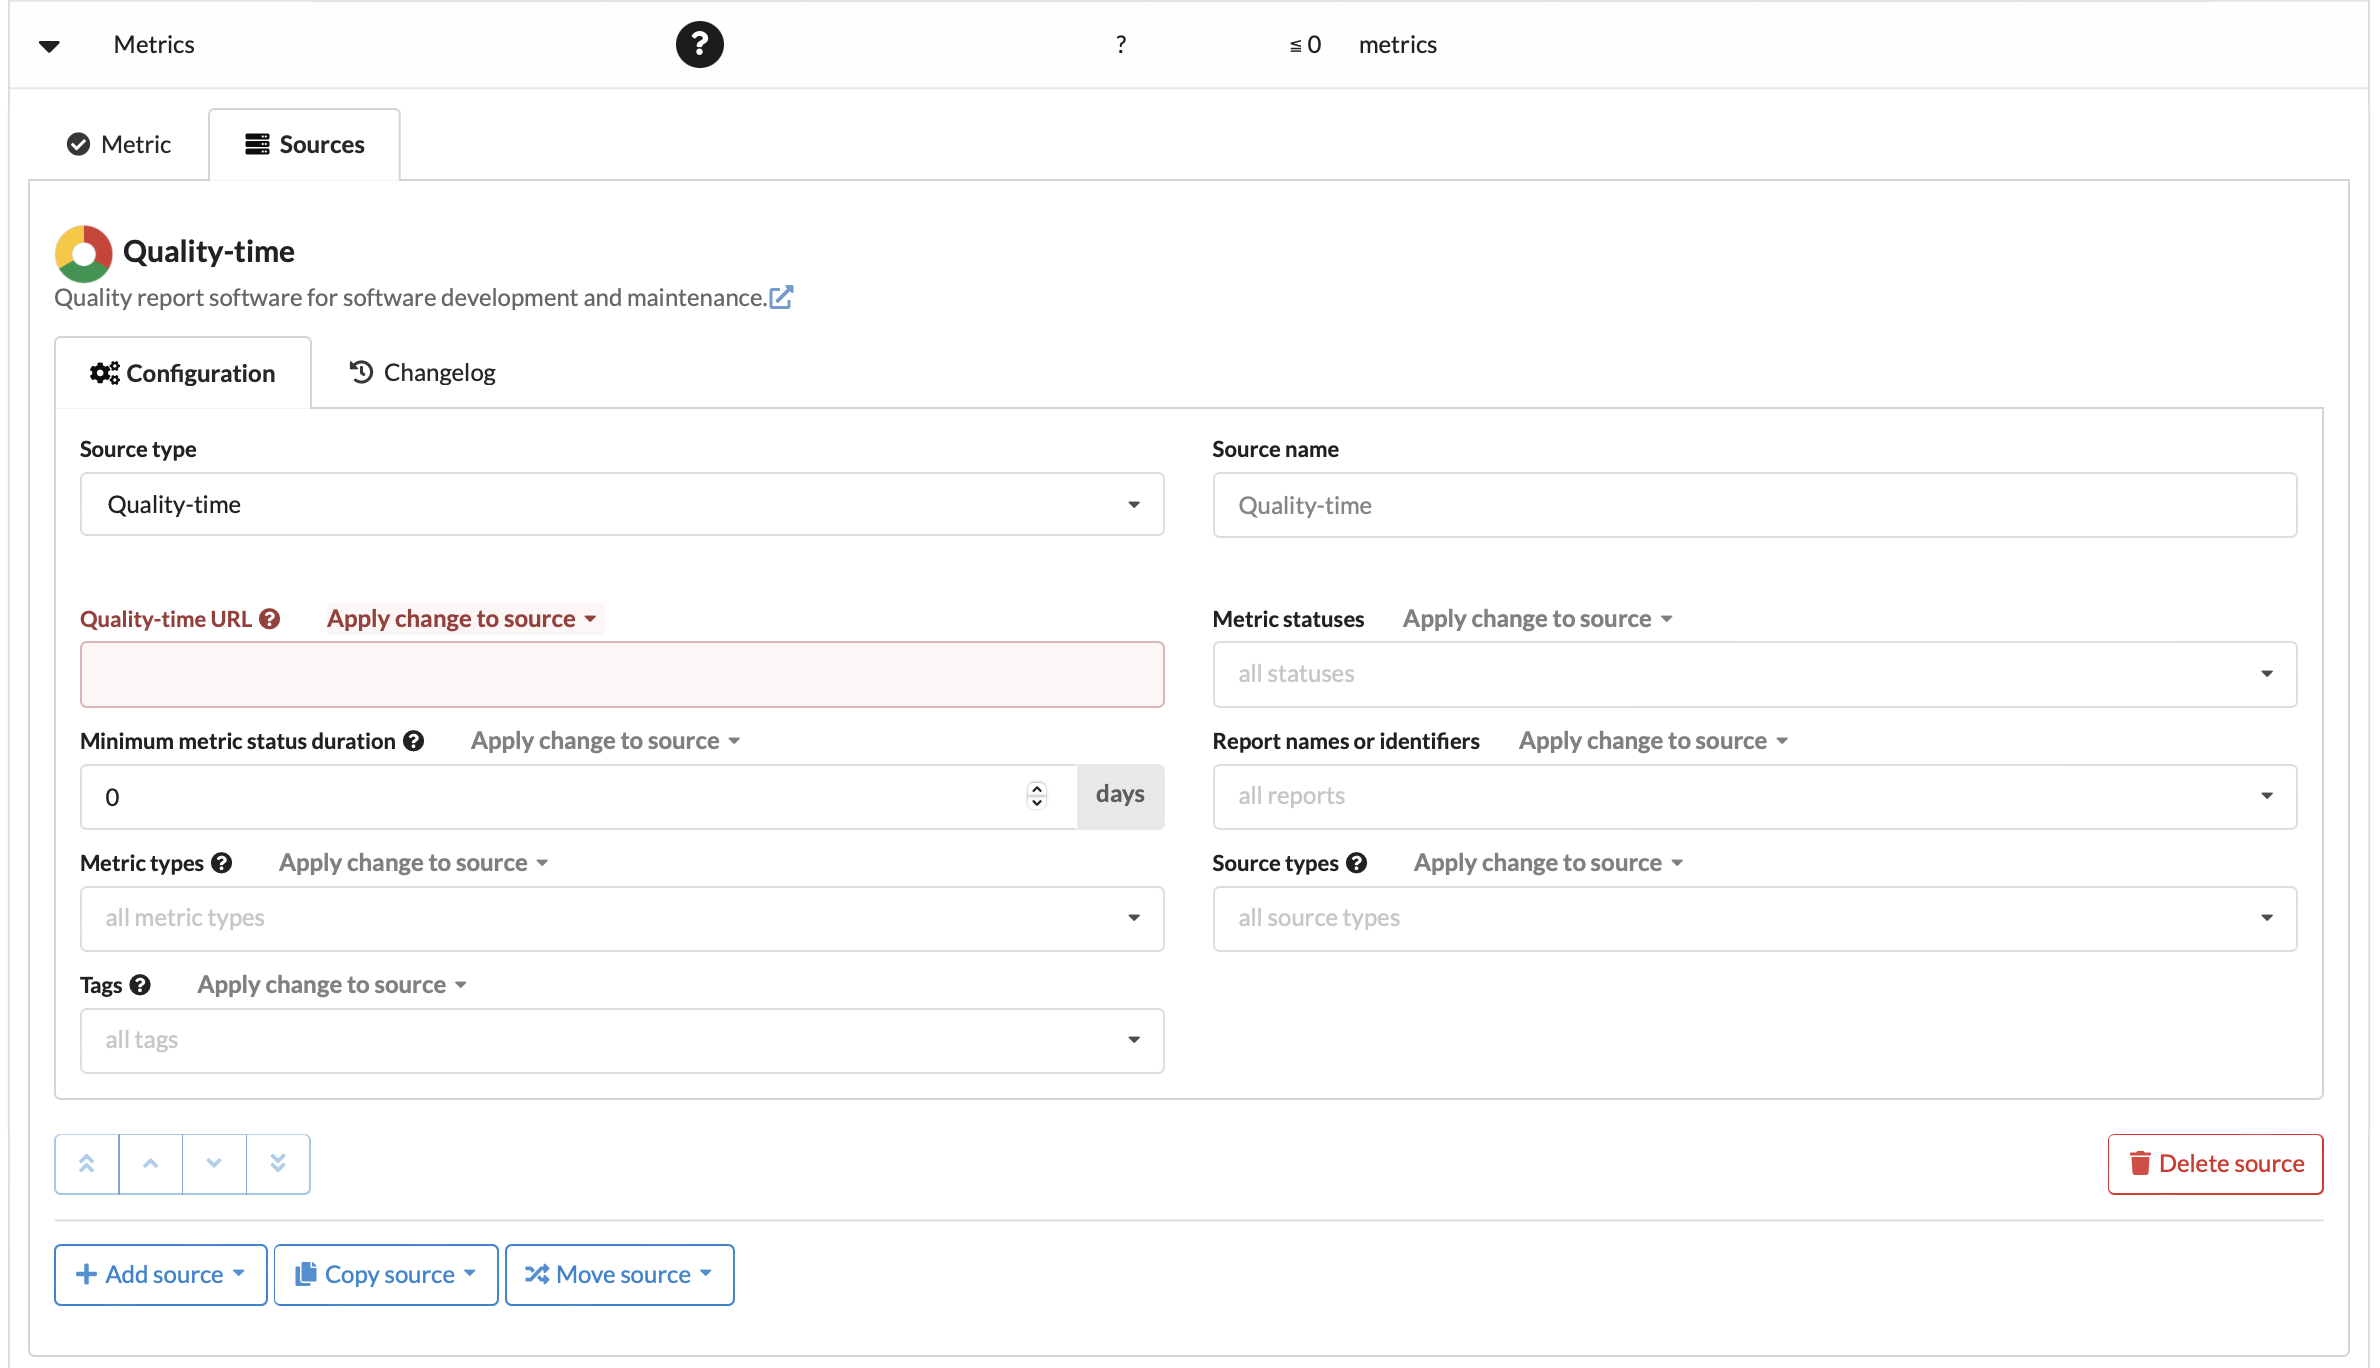 Metrics ? ? ≦ 0 metrics
Metric Sources
Quality-time
Quality report software for software development and maintenance.
Configuration Changelog
Source type Source name
Quality-time Quality-time
Quality-time URL ? Apply change to source Metric statuses Apply change to source
all statuses
Minimum metric status duration ? Apply change to source Report names or identifiers Apply change to source
0 days all reports
Metric types ? Apply change to source Source types ? Apply change to source
all metric types all source types
Tags ? Apply change to source
all tags
Delete source
Add source Copy source Move source